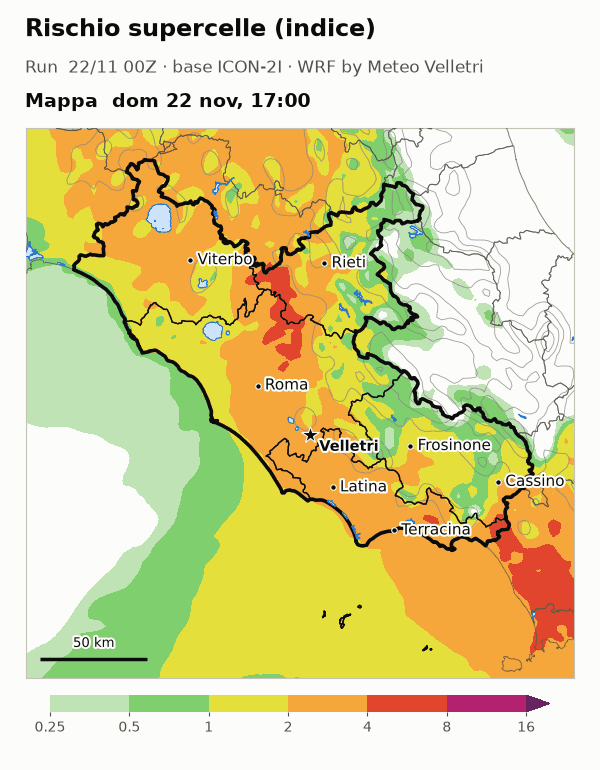 Rischio supercelle (indice)
Run 22/11 00Z · base ICON-2I · WRF by Meteo Velletri
Mappa dom 22 nov, 17:00
Viterbo
Rieti
Roma
Velletri
Frosinone
Latina
Cassino
Terracina
50 km
0.25 0.5 1 2 4 8 16